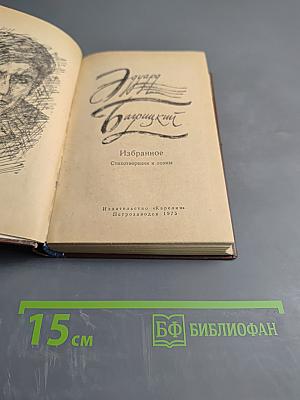 Эдуард
Багрицкий
Избранное
Стихотворения и поэмы
Издательство «Карелия»
Петрозаводск 1975
15 см
БФ БИБЛИОФАН